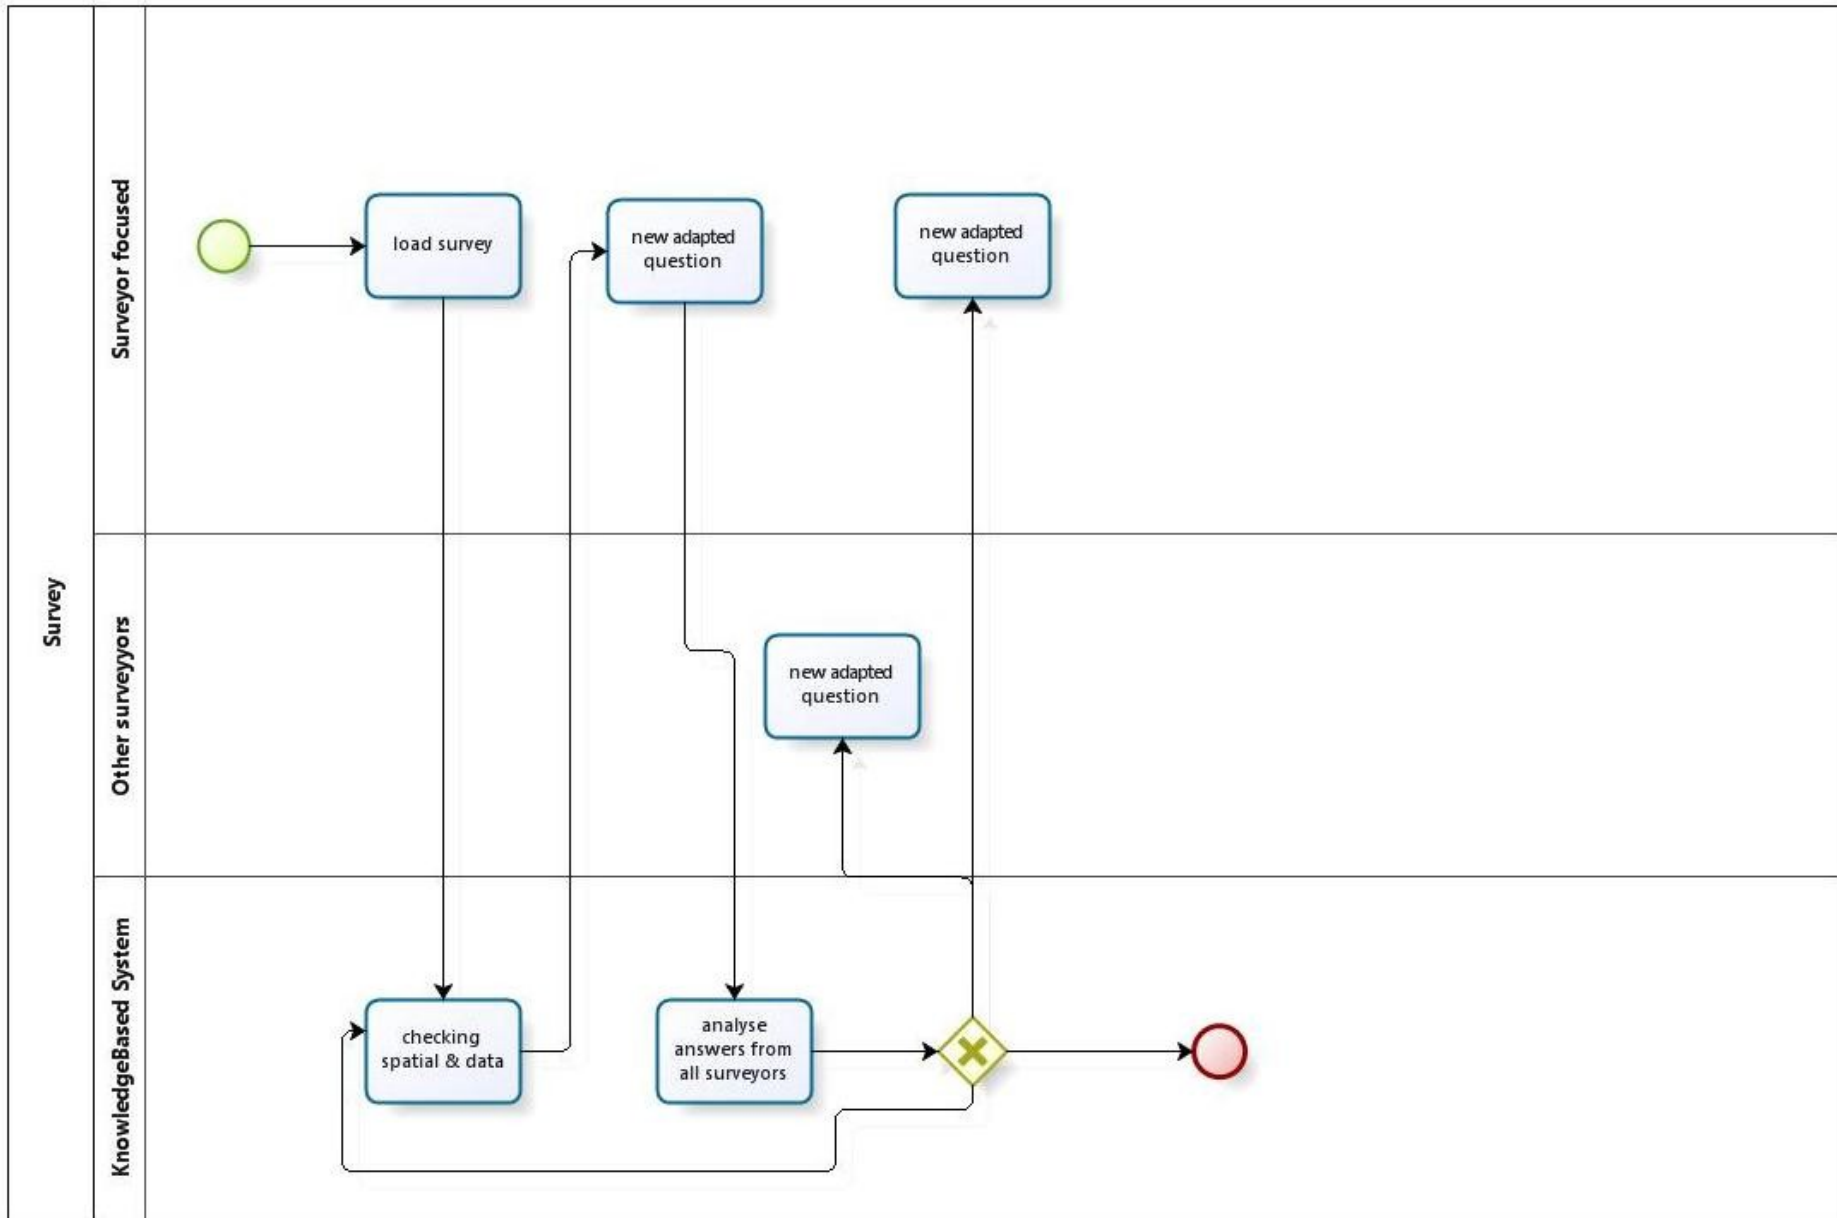 Survey
Surveyor focused
load survey
new adapted
question
new adapted
question
Other surveyyors
new adapted
question
KnowledgeBased System
checking
spatial & data
analyse
answers from
all surveyors